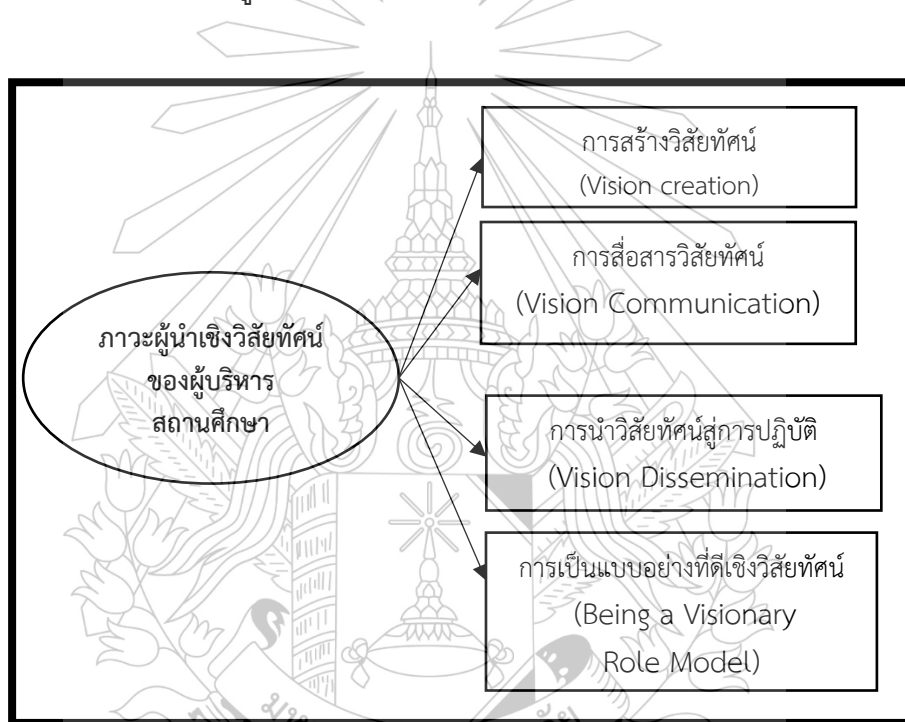 ภาวะผู้นำเชิงวิสัยทัศน์
ของผู้บริหาร
สถานศึกษา
การสร้างวิสัยทัศน์
(Vision creation)
การสื่อสารวิสัยทัศน์
(Vision Communication)
การนำวิสัยทัศน์สู่การปฏิบัติ
(Vision Dissemination)
การเป็นแบบอย่างที่ดีเชิงวิสัยทัศน์
(Being a Visionary
Role Model)